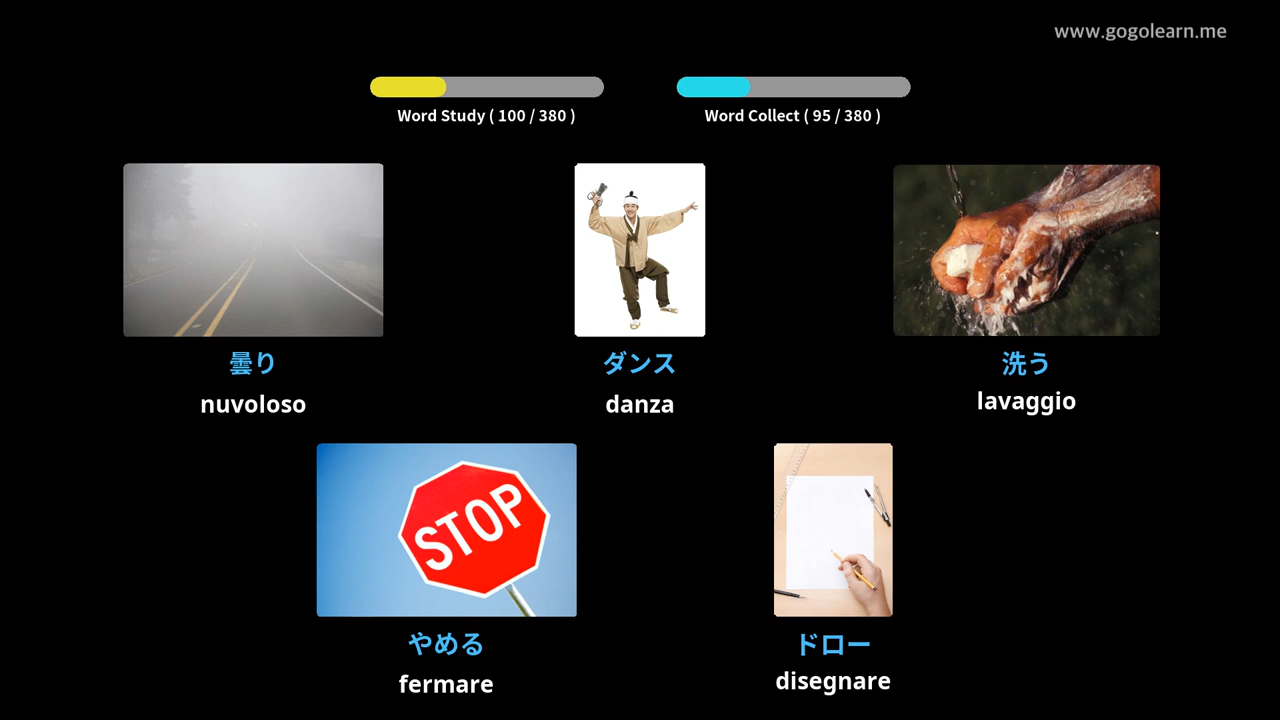 www.gogolearn.me
Word Study ( 100 / 380 )
Word Collect ( 95 / 380 )
曇り
ダンス
洗う
nuvoloso
danza
lavaggio
STOP
やめる
ドロー
fermare
disegnare